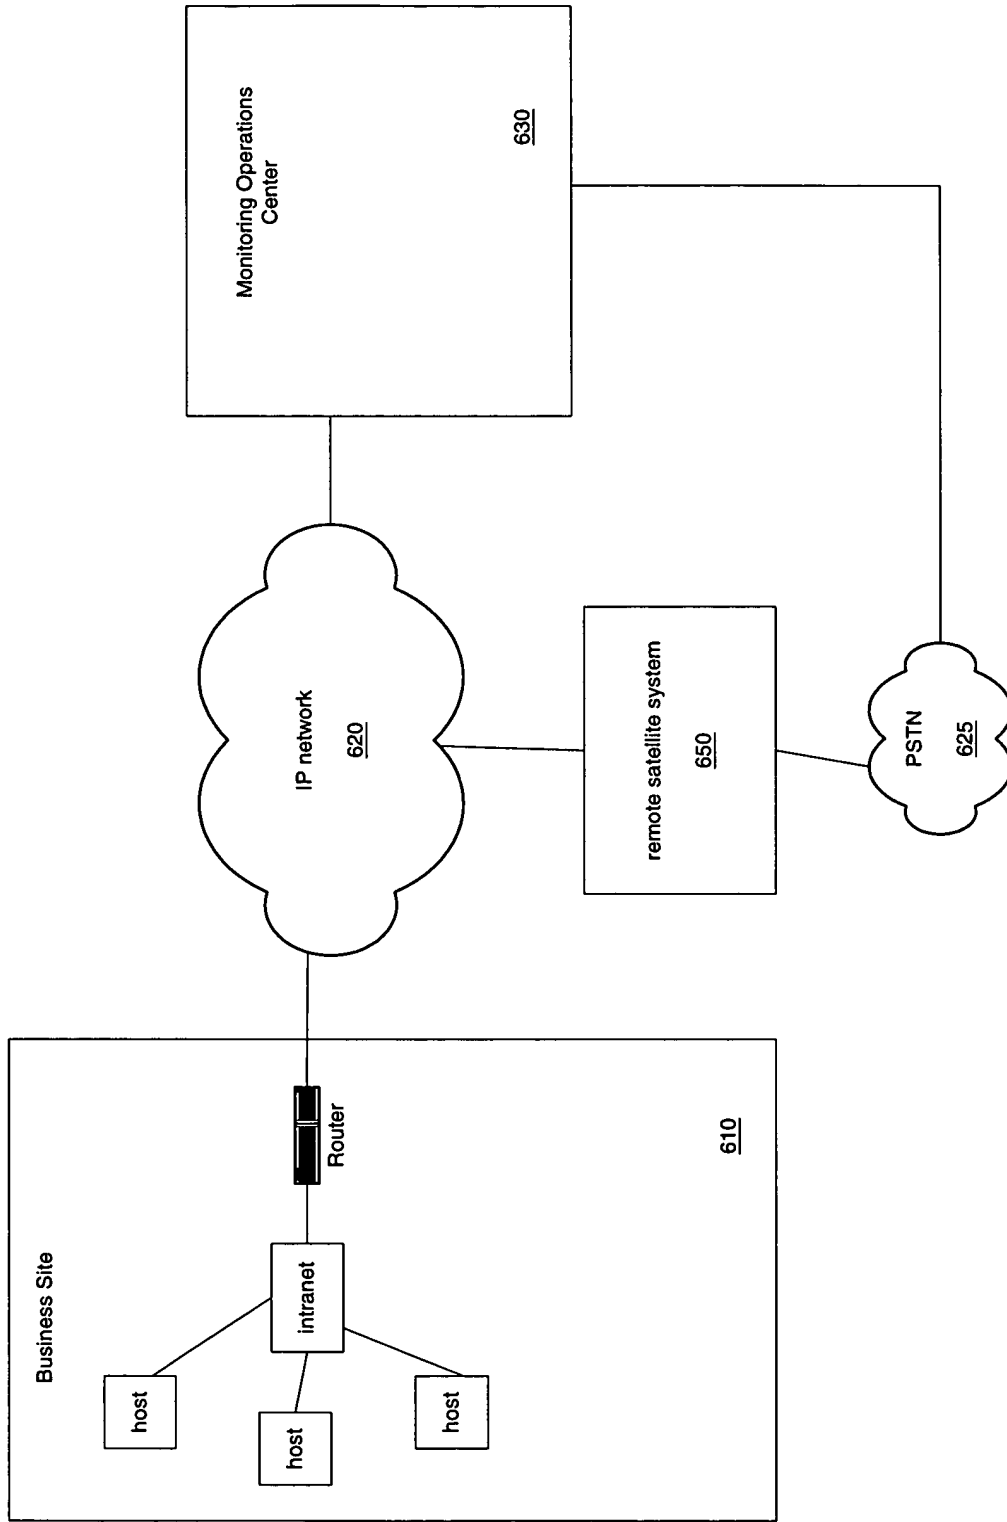 Business Site
host
host
host
intranet
Router
610
IP network
620
remote satellite system
650
PSTN
625
Monitoring Operations
Center
630